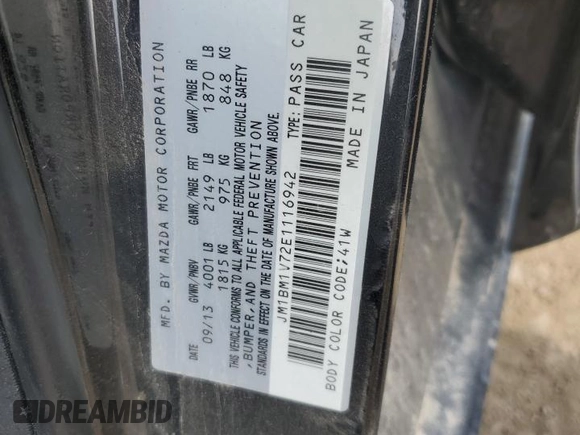 MFD. BY MAZDA MOTOR CORPORATION
DATE GVWR/PNBV GAWR/PNBE FRT GAWR/PNBE RR
09/13 4001 LB 2149 LB 1870 LB
1815 KG 975 KG 848 KG
THIS VEHICLE CONFORMS TO ALL APPLICABLE FEDERAL MOTOR VEHICLE SAFETY
, BUMPER, AND THEFT PREVENTION
STANDARDS IN EFFECT ON THE DATE OF MANUFACTURE SHOWN ABOVE.
JM1BM1V72E1116942 TYPE: PASS CAR
BODY COLOR CODE;41W MADE IN JAPAN
DREAMBID